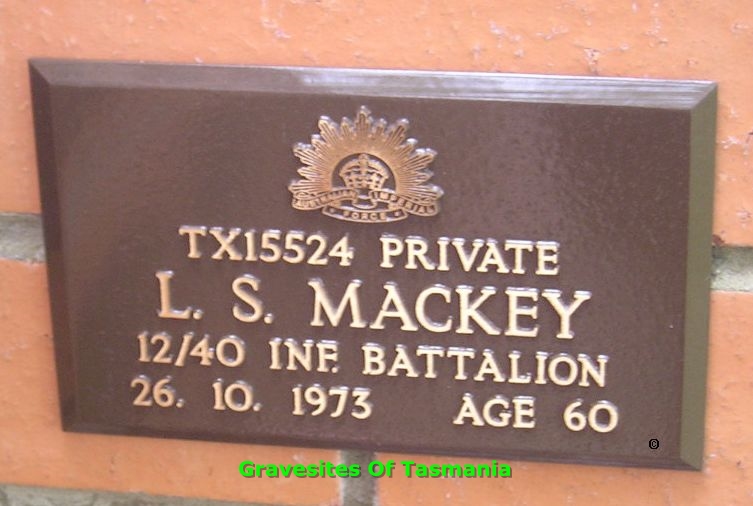 AUSTRALIAN IMPERIAL
FORCE
TX15524 PRIVATE
L. S. MACKEY
12/40 INF. BATTALION
26. 10. 1973 AGE 60
©
Gravesites Of Tasmania